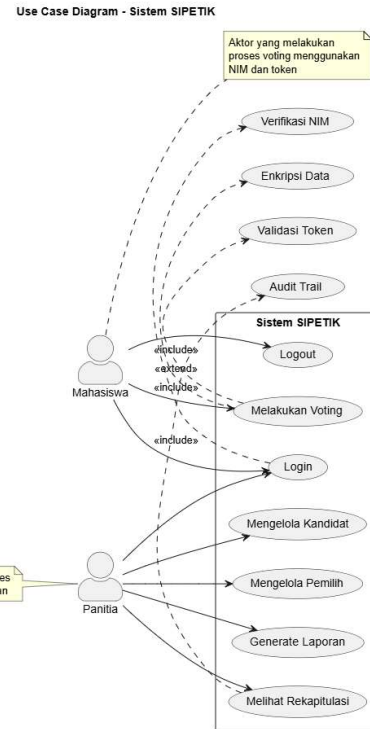 Use Case Diagram - Sistem SIPETIK
Aktor yang melakukan
proses voting menggunakan
NIM dan token
Verifikasi NIM
Enkripsi Data
Validasi Token
Audit Trail
Sistem SIPETIK
«include»
Logout
«extend»
Mahasiswa
«include»
Melakukan Voting
«include»
Login
Mengelola Kandidat
Mengelola Pemilih
Panitia
Generate Laporan
Melihat Rekapitulasi